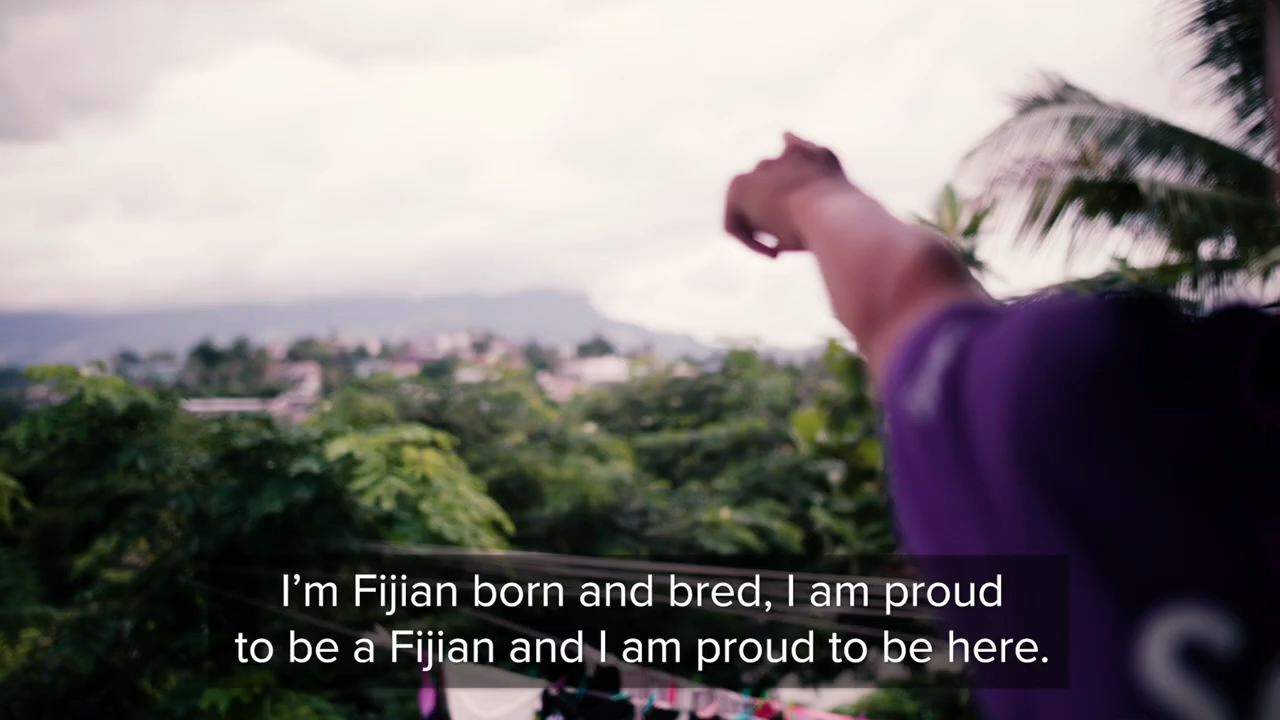 I’m Fijian born and bred, I am proud
to be a Fijian and I am proud to be here.